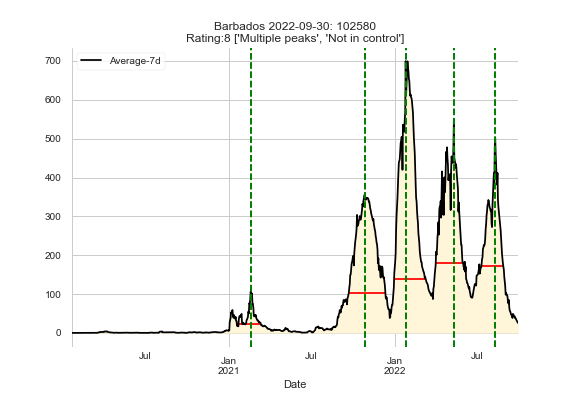 Barbados 2022-09-30: 102580
Rating:8 ['Multiple peaks', 'Not in control']
Average-7d
700
600
500
400
300
200
100
0
Jul
Jan
2021
Jul
Jan
2022
Jul
Date